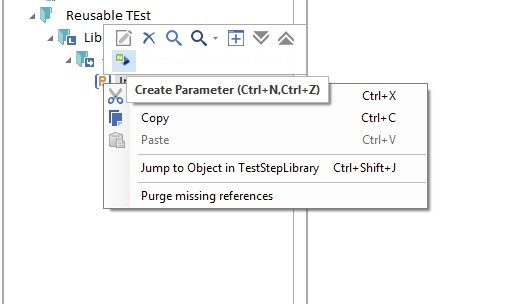 Reusable TEst
Lib
Create Parameter (Ctrl+N,Ctrl+Z)
Ctrl+X
Copy Ctrl+C
Paste Ctrl+V
Jump to Object in TestStepLibrary Ctrl+Shift+J
Purge missing references